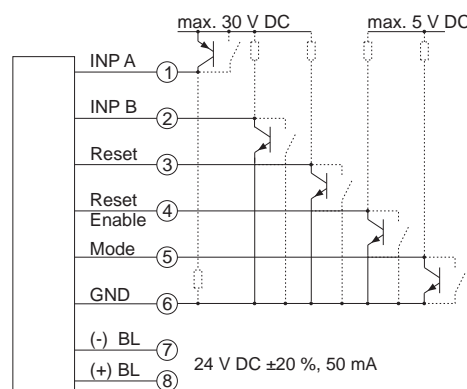 max. 30 V DC
max. 5 V DC
INP A
1
INP B
2
Reset
3
Reset
Enable
4
Mode
5
GND
6
(-) BL
7
24 V DC ±20 %, 50 mA
(+) BL
8